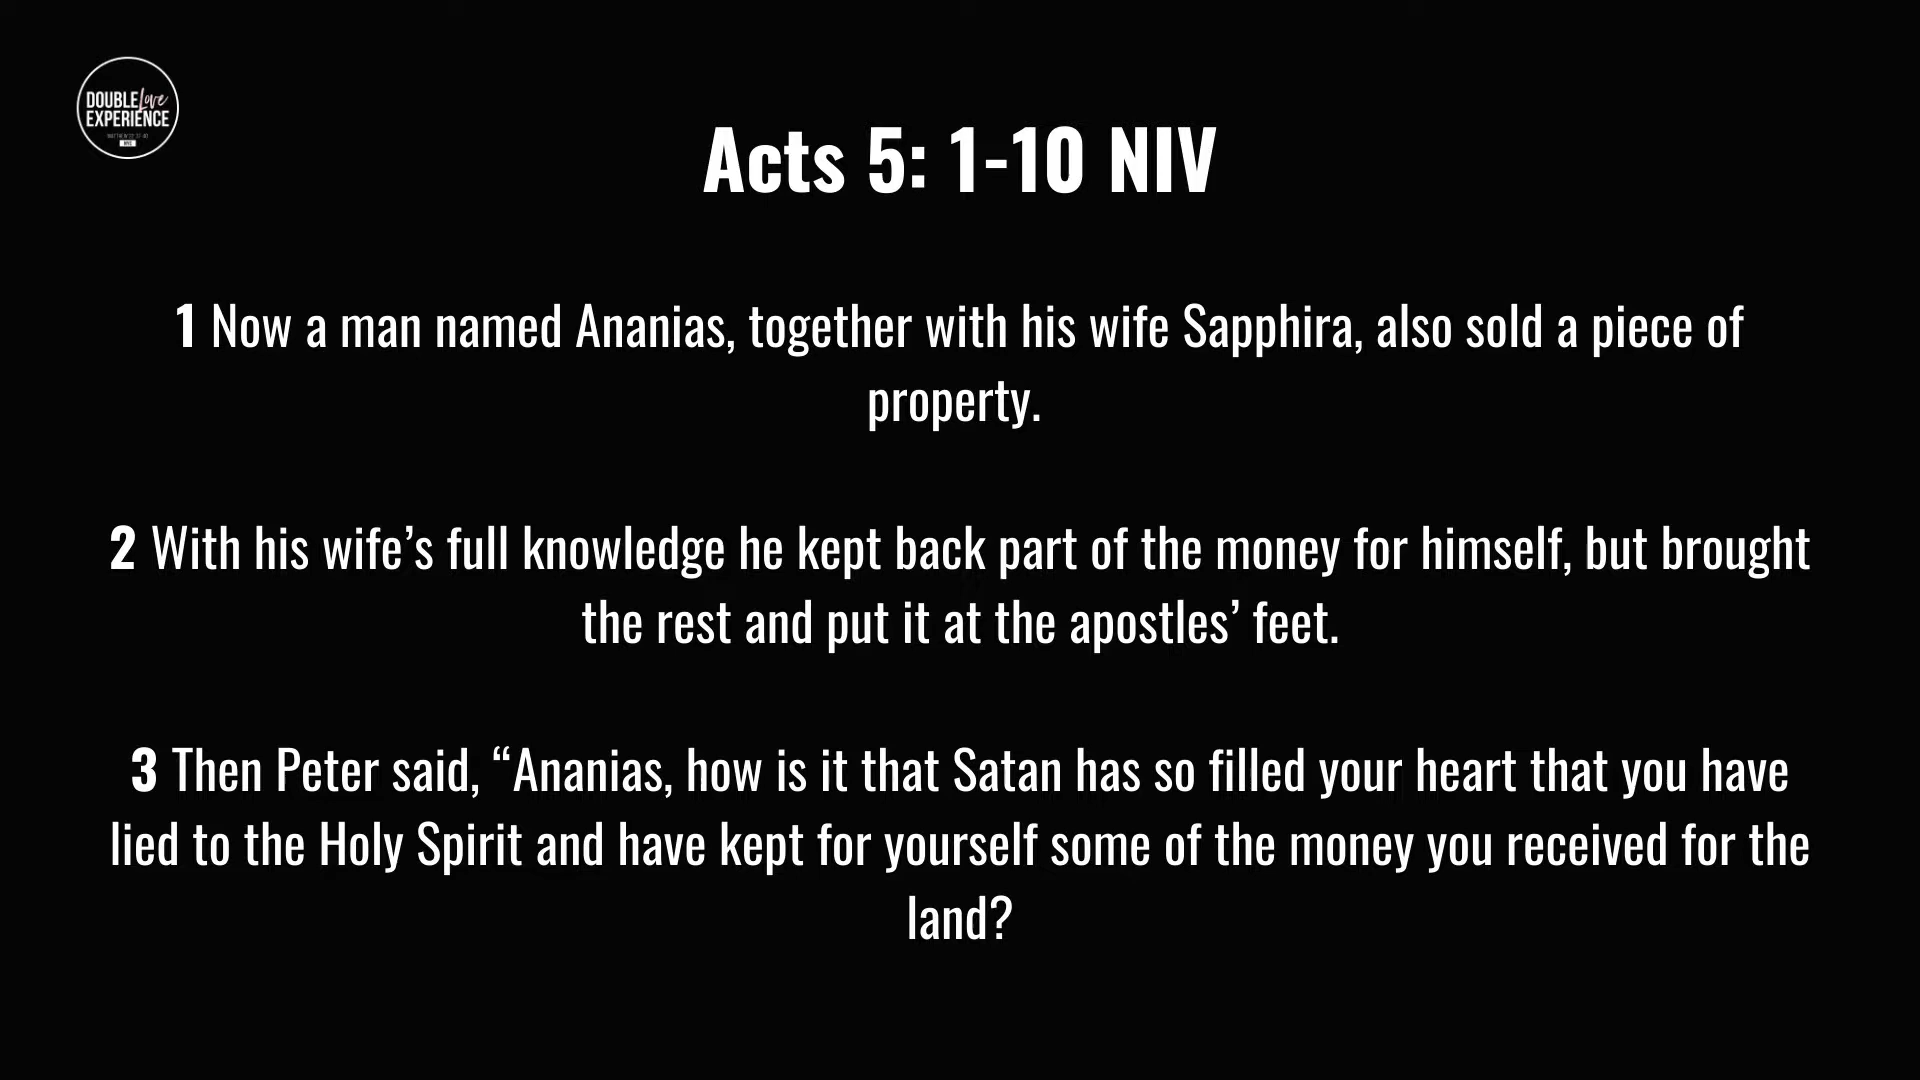 DOUBLE Love
EXPERIENCE
Acts 5: 1-10 NIV
1 Now a man named Ananias, together with his wife Sapphira, also sold a piece of
property.
2 With his wife’s full knowledge he kept back part of the money for himself, but brought
the rest and put it at the apostles’ feet.
3 Then Peter said, “Ananias, how is it that Satan has so filled your heart that you have
lied to the Holy Spirit and have kept for yourself some of the money you received for the
land?